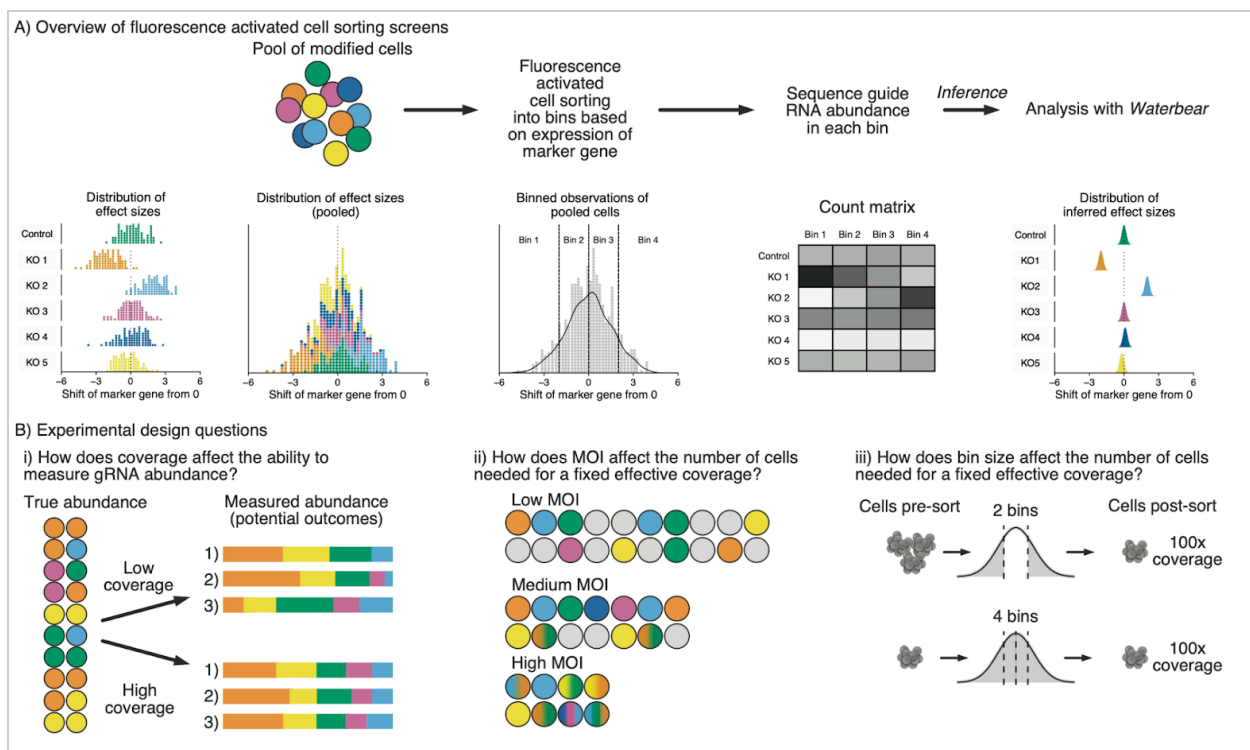 A) Overview of fluorescence activated cell sorting screens
Pool of modified cells
Fluorescence
activated
cell sorting
into bins based
on expression of
marker gene
Sequence guide
RNA abundance
in each bin
Inference
Analysis with Waterbear
Distribution of
effect sizes
Control
KO 1
KO 2
KO 3
KO 4
KO 5
−6 −3 0 3 6
Shift of marker gene from 0
Distribution of effect sizes
(pooled)
−6 −3 0 3 6
Shift of marker gene from 0
Binned observations of
pooled cells
Bin 1 Bin 2 Bin 3 Bin 4
−6 −3 0 3 6
Shift of marker gene from 0
Count matrix
Bin 1 Bin 2 Bin 3 Bin 4
Control
KO 1
KO 2
KO 3
KO 4
KO 5
Distribution of
inferred effect sizes
Control
KO1
KO2
KO3
KO4
KO5
−6 −3 0 3 6
Shift of marker gene from 0
B) Experimental design questions
i) How does coverage affect the ability to
measure gRNA abundance?
True abundance
Measured abundance
(potential outcomes)
Low
coverage
1)
2)
3)
High
coverage
1)
2)
3)
ii) How does MOI affect the number of cells
needed for a fixed effective coverage?
Low MOI
Medium MOI
High MOI
iii) How does bin size affect the number of cells
needed for a fixed effective coverage?
Cells pre-sort
2 bins
Cells post-sort
100x
coverage
4 bins
100x
coverage